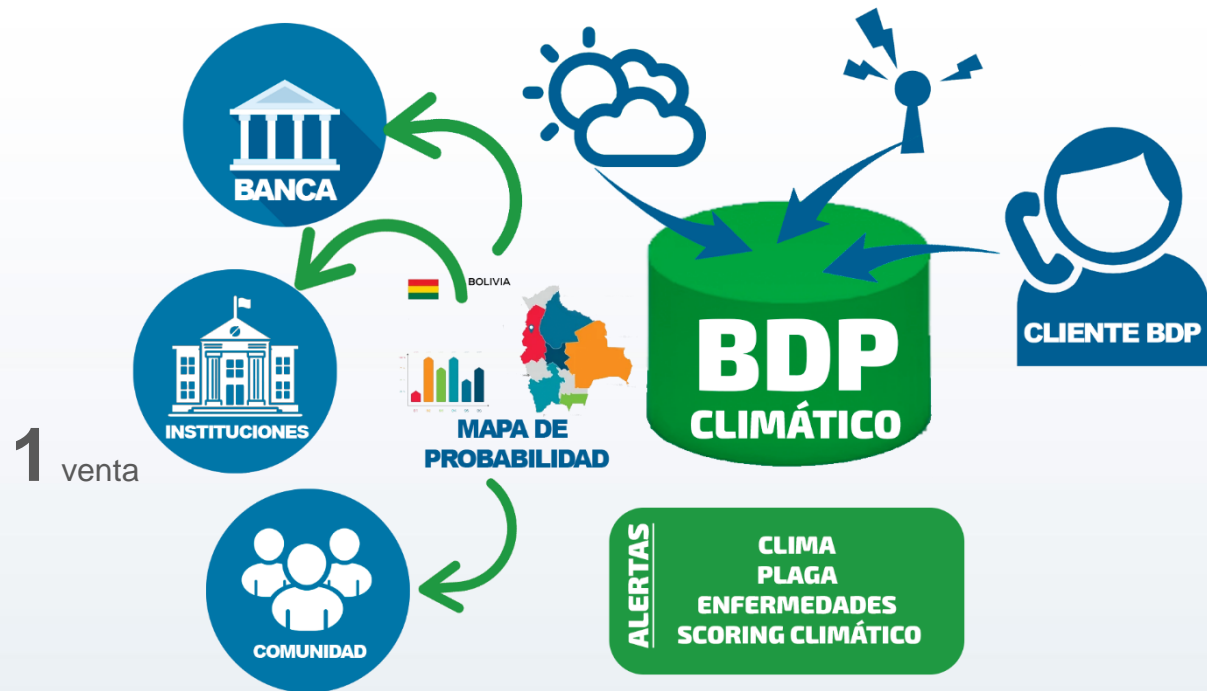 BANCA
INSTITUCIONES
1 venta
COMUNIDAD
BOLIVIA
MAPA DE
PROBABILIDAD
BDP
CLIMÁTICO
CLIENTE BDP
ALERTAS
CLIMA
PLAGA
ENFERMEDADES
SCORING CLIMÁTICO